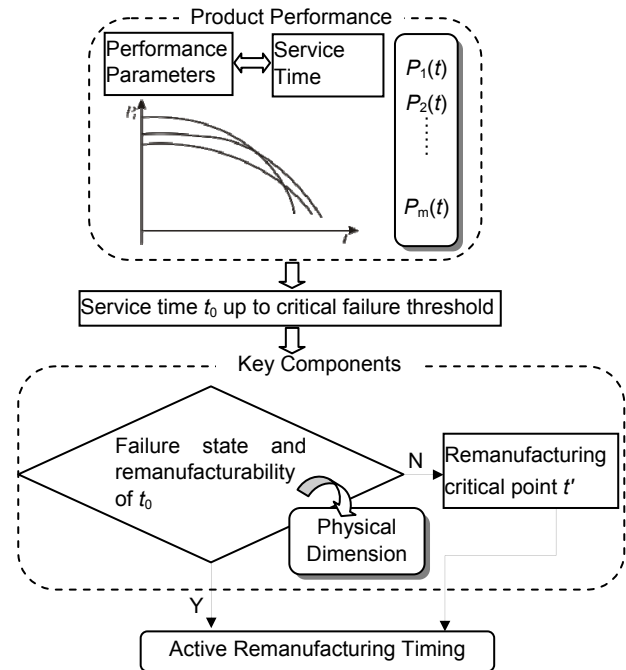 Product Performance
Performance
Parameters
Service
Time
P₁(t)
P₂(t)
Pₘ(t)
Pᵢ
t
Service time t₀ up to critical failure threshold
Key Components
Failure state and
remanufacturability
of t₀
N
Remanufacturing
critical point t'
Physical
Dimension
Y
Active Remanufacturing Timing